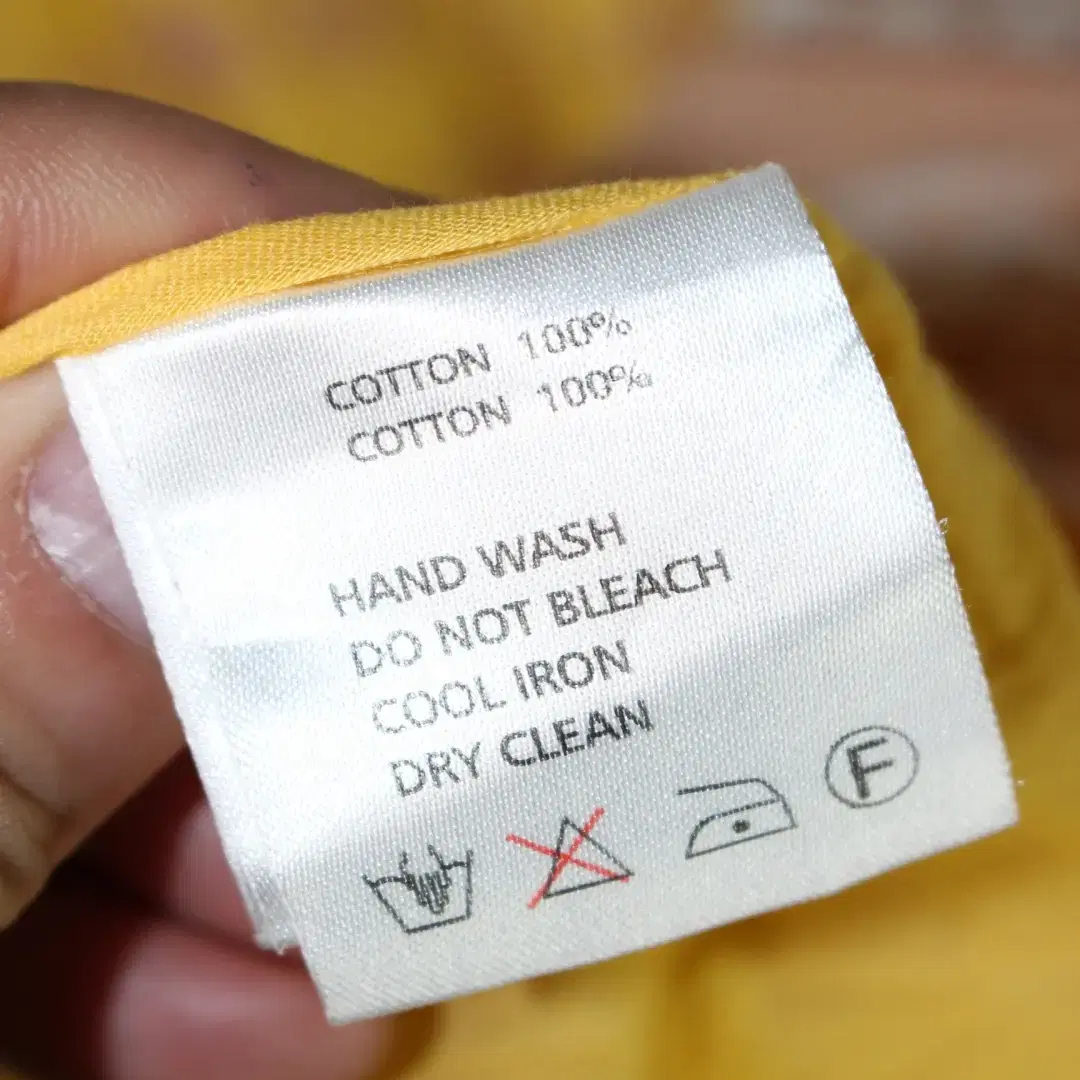 COTTON 100%
COTTON 100%
HAND WASH
DO NOT BLEACH
COOL IRON
DRY CLEAN
F